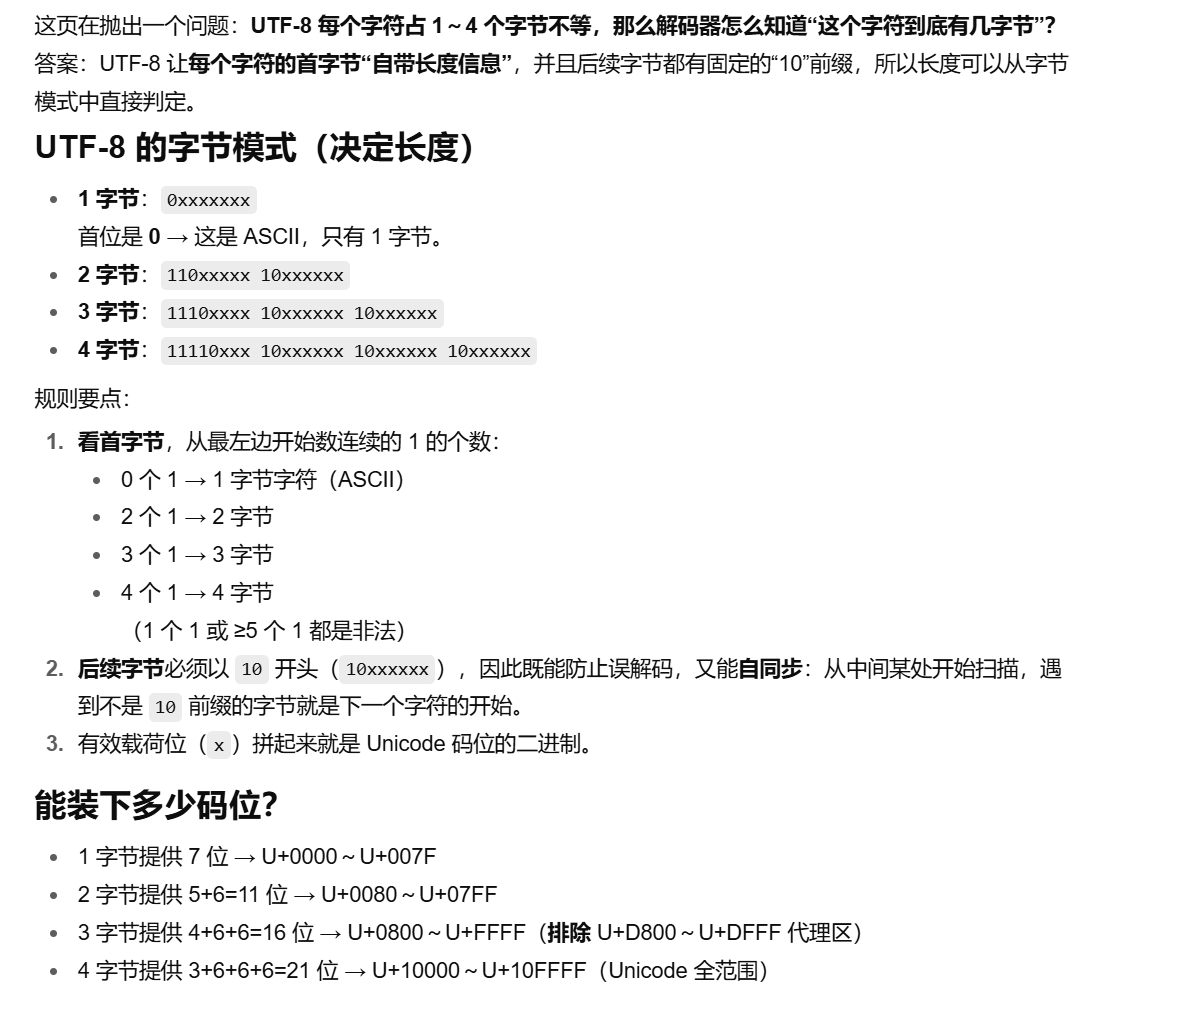 这页在抛出一个问题：UTF-8 每个字符占 1～4 个字节不等，那么解码器怎么知道“这个字符到底有几字节”？
答案：UTF-8 让每个字符的首字节“自带长度信息”，并且后续字节都有固定的“10”前缀，所以长度可以从字节
模式中直接判定。
UTF-8 的字节模式（决定长度）
• 1 字节：0xxxxxxx
首位是 0 → 这是 ASCII，只有 1 字节。
• 2 字节：110xxxxx 10xxxxxx
• 3 字节：1110xxxx 10xxxxxx 10xxxxxx
• 4 字节：11110xxx 10xxxxxx 10xxxxxx 10xxxxxx
规则要点：
1. 看首字节，从最左边开始数连续的 1 的个数：
• 0 个 1 → 1 字节字符（ASCII）
• 2 个 1 → 2 字节
• 3 个 1 → 3 字节
• 4 个 1 → 4 字节
（1 个 1 或 ≥5 个 1 都是非法）
2. 后续字节必须以 10 开头（10xxxxxx），因此既能防止误解码，又能自同步：从中间某处开始扫描，遇
到不是 10 前缀的字节就是下一个字符的开始。
3. 有效载荷位（x）拼起来就是 Unicode 码位的二进制。
能装下多少码位？
• 1 字节提供 7 位 → U+0000～U+007F
• 2 字节提供 5+6=11 位 → U+0080～U+07FF
• 3 字节提供 4+6+6=16 位 → U+0800～U+FFFF（排除 U+D800～U+DFFF 代理区）
• 4 字节提供 3+6+6+6=21 位 → U+10000～U+10FFFF（Unicode 全范围）